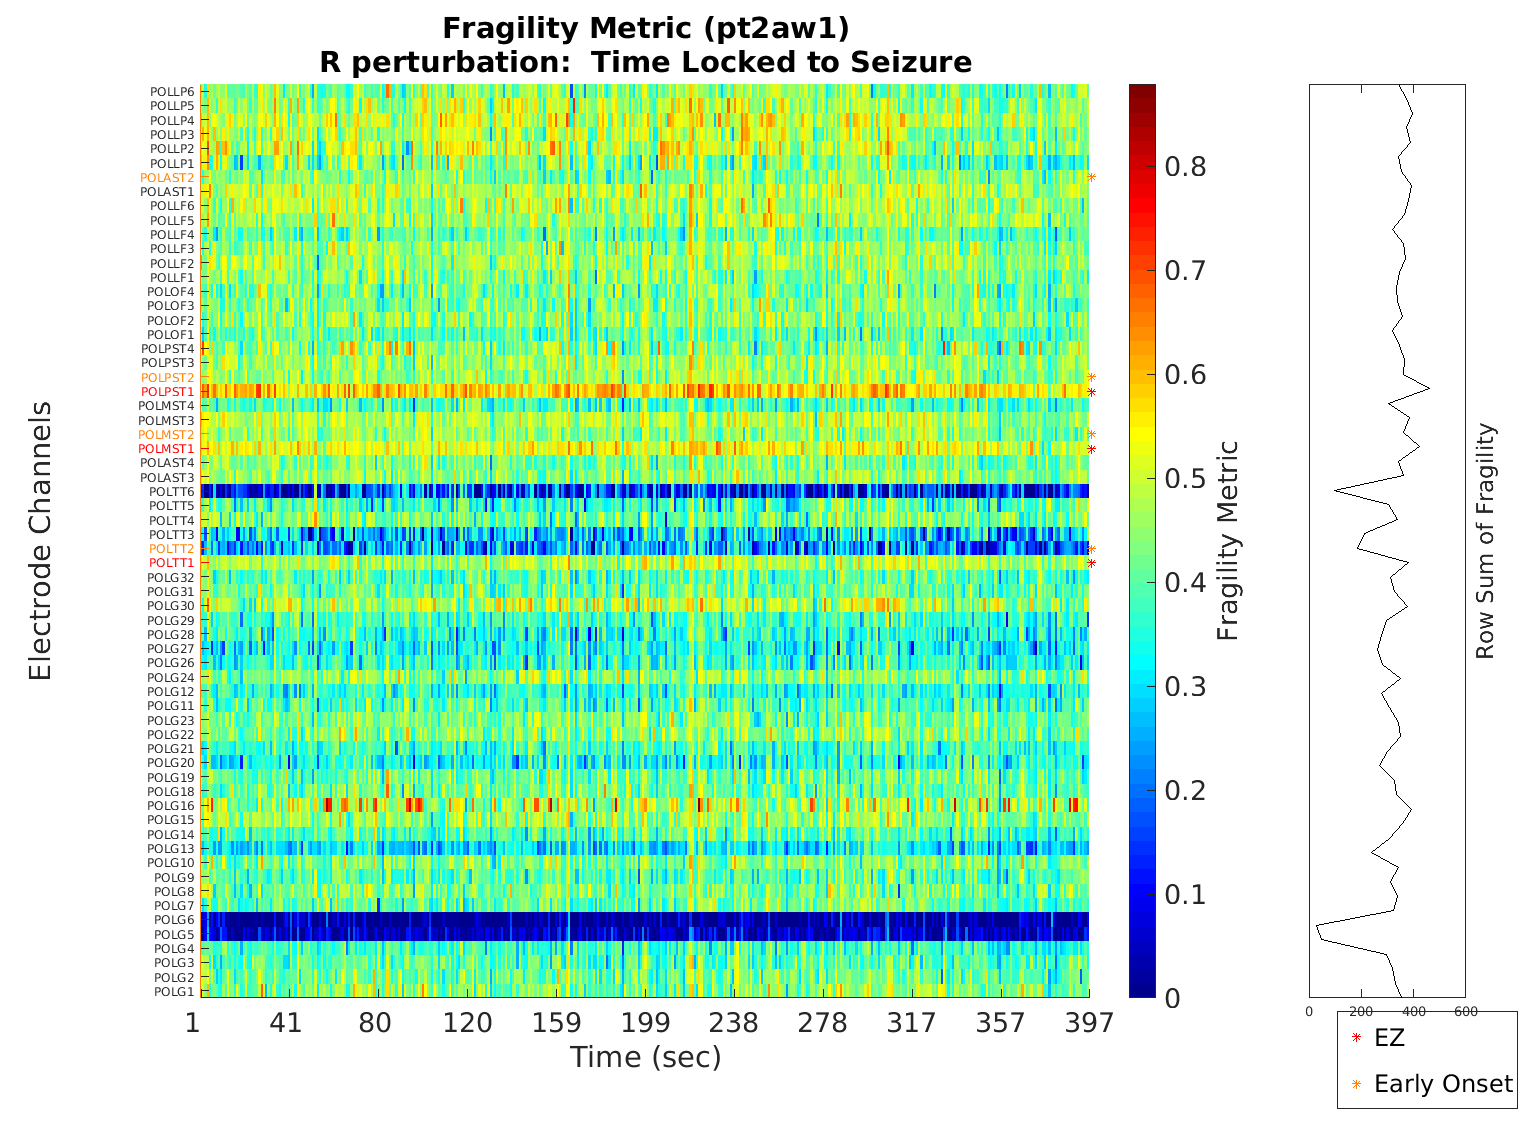 Fragility Metric (pt2aw1)
R perturbation:  Time Locked to Seizure
Electrode Channels
POLLP6
POLLP5
POLLP4
POLLP3
POLLP2
POLLP1
POLAST2
POLAST1
POLLF6
POLLF5
POLLF4
POLLF3
POLLF2
POLLF1
POLOF4
POLOF3
POLOF2
POLOF1
POLPST4
POLPST3
POLPST2
POLPST1
POLMST4
POLMST3
POLMST2
POLMST1
POLAST4
POLAST3
POLTT6
POLTT5
POLTT4
POLTT3
POLTT2
POLTT1
POLG32
POLG31
POLG30
POLG29
POLG28
POLG27
POLG26
POLG24
POLG12
POLG11
POLG23
POLG22
POLG21
POLG20
POLG19
POLG18
POLG16
POLG15
POLG14
POLG13
POLG10
POLG9
POLG8
POLG7
POLG6
POLG5
POLG4
POLG3
POLG2
POLG1
1 41 80 120 159 199 238 278 317 357 397
Time (sec)
0.8
0.7
0.6
0.5
0.4
0.3
0.2
0.1
0
Fragility Metric
0 200 400 600
Row Sum of Fragility
EZ
Early Onset